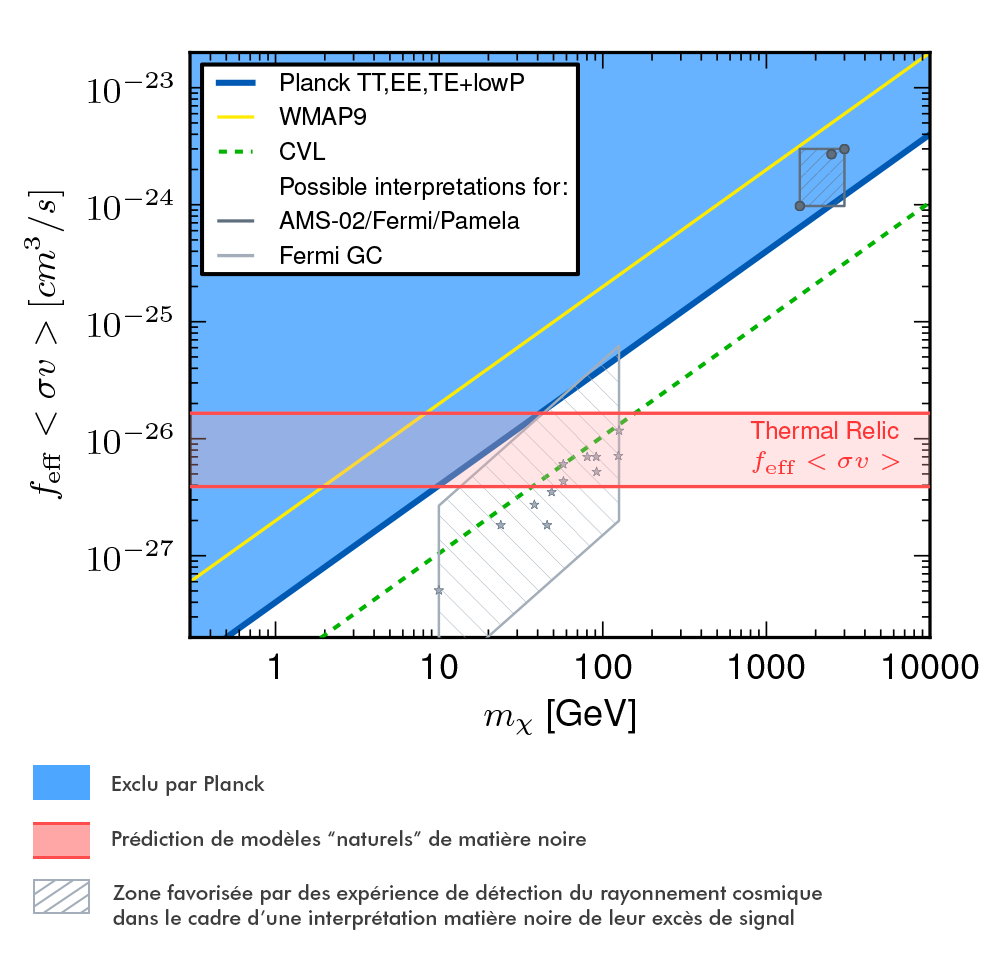 Planck TT,EE,TE+lowP
WMAP9
CVL
Possible interpretations for:
AMS-02/Fermi/Pamela
Fermi GC
10⁻²³
10⁻²⁴
10⁻²⁵
10⁻²⁶
10⁻²⁷
f_eff < σv > [cm³/s]
Thermal Relic
f_eff < σv >
1 10 100 1000 10000
m_χ [GeV]
Exclu par Planck
Prédiction de modèles “naturels” de matière noire
Zone favorisée par des expérience de détection du rayonnement cosmique
dans le cadre d’une interprétation matière noire de leur excès de signal